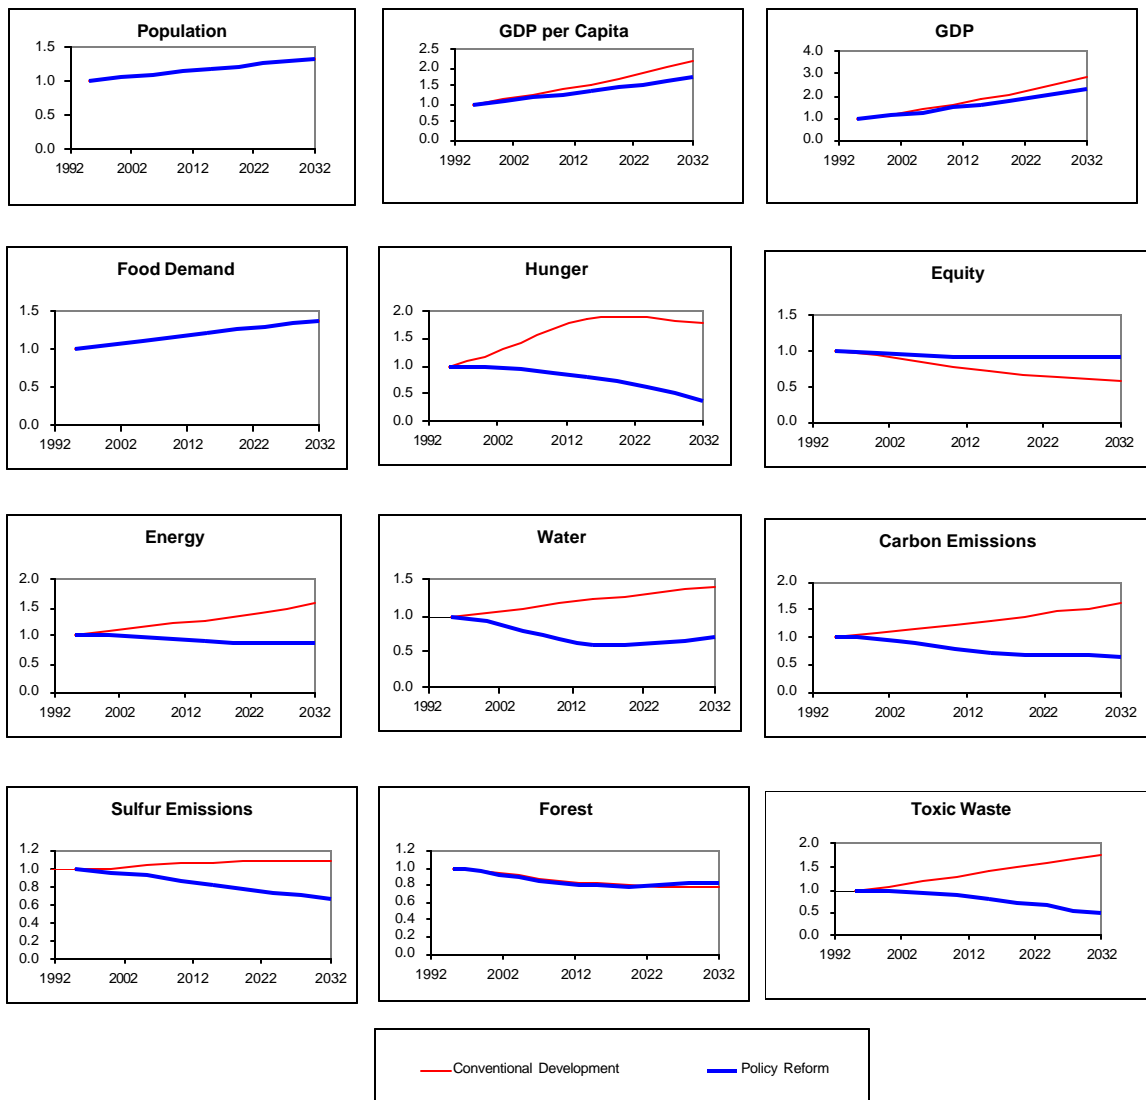 Population
1.5
1.0
0.5
0.0
1992 2002 2012 2022 2032
GDP per Capita
2.5
2.0
1.5
1.0
0.5
0.0
1992 2002 2012 2022 2032
GDP
4.0
3.0
2.0
1.0
0.0
1992 2002 2012 2022 2032
Food Demand
1.5
1.0
0.5
0.0
1992 2002 2012 2022 2032
Hunger
2.0
1.5
1.0
0.5
0.0
1992 2002 2012 2022 2032
Equity
1.5
1.0
0.5
0.0
1992 2002 2012 2022 2032
Energy
2.0
1.5
1.0
0.5
0.0
1992 2002 2012 2022 2032
Water
1.5
1.0
0.5
0.0
1992 2002 2012 2022 2032
Carbon Emissions
2.0
1.5
1.0
0.5
0.0
1992 2002 2012 2022 2032
Sulfur Emissions
1.2
1.0
0.8
0.6
0.4
0.2
0.0
1992 2002 2012 2022 2032
Forest
1.2
1.0
0.8
0.6
0.4
0.2
0.0
1992 2002 2012 2022 2032
Toxic Waste
2.0
1.5
1.0
0.5
0.0
1992 2002 2012 2022 2032
Conventional Development Policy Reform